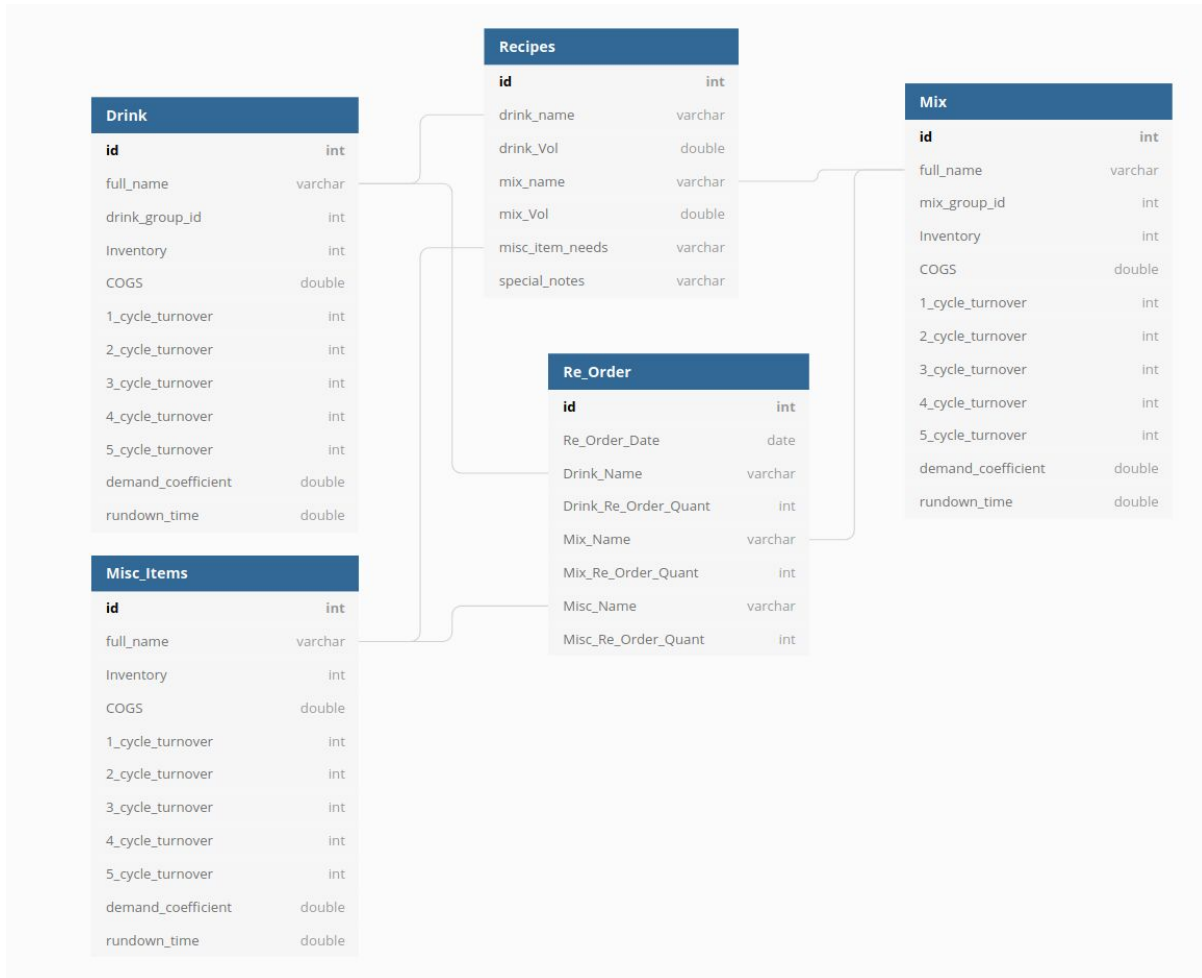 Drink
id int
full_name varchar
drink_group_id int
Inventory int
COGS double
1_cycle_turnover int
2_cycle_turnover int
3_cycle_turnover int
4_cycle_turnover int
5_cycle_turnover int
demand_coefficient double
rundown_time double
Misc_Items
id int
full_name varchar
Inventory int
COGS double
1_cycle_turnover int
2_cycle_turnover int
3_cycle_turnover int
4_cycle_turnover int
5_cycle_turnover int
demand_coefficient double
rundown_time double
Recipes
id int
drink_name varchar
drink_Vol double
mix_name varchar
mix_Vol double
misc_item_needs varchar
special_notes varchar
Re_Order
id int
Re_Order_Date date
Drink_Name varchar
Drink_Re_Order_Quant int
Mix_Name varchar
Mix_Re_Order_Quant int
Misc_Name varchar
Misc_Re_Order_Quant int
Mix
id int
full_name varchar
mix_group_id int
Inventory int
COGS double
1_cycle_turnover int
2_cycle_turnover int
3_cycle_turnover int
4_cycle_turnover int
5_cycle_turnover int
demand_coefficient double
rundown_time double